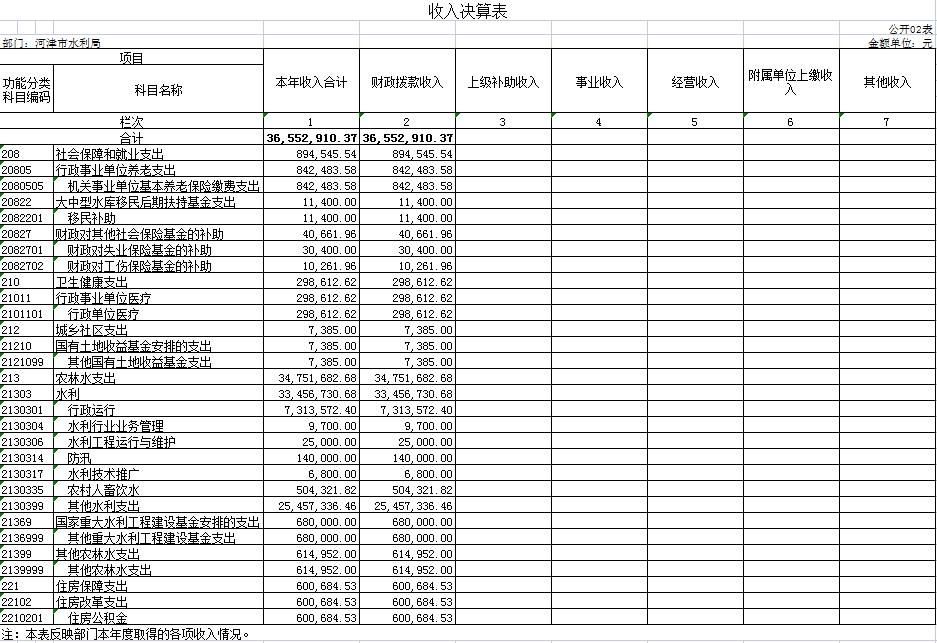 收入决算表
公开02表
部门：河津市水利局 金额单位：元
项目 本年收入合计 财政拨款收入 上级补助收入 事业收入 经营收入 附属单位上缴收入 其他收入
功能分类科目编码 科目名称
栏次 1 2 3 4 5 6 7
合计 36,552,910.37 36,552,910.37
208 社会保障和就业支出 894,545.54 894,545.54
20805 行政事业单位养老支出 842,483.58 842,483.58
2080505 机关事业单位基本养老保险缴费支出 842,483.58 842,483.58
20822 大中型水库移民后期扶持基金支出 11,400.00 11,400.00
2082201 移民补助 11,400.00 11,400.00
20827 财政对其他社会保险基金的补助 40,661.96 40,661.96
2082701 财政对失业保险基金的补助 30,400.00 30,400.00
2082702 财政对工伤保险基金的补助 10,261.96 10,261.96
210 卫生健康支出 298,612.62 298,612.62
21011 行政事业单位医疗 298,612.62 298,612.62
2101101 行政单位医疗 298,612.62 298,612.62
212 城乡社区支出 7,385.00 7,385.00
21210 国有土地收益基金安排的支出 7,385.00 7,385.00
2121099 其他国有土地收益基金支出 7,385.00 7,385.00
213 农林水支出 34,751,682.68 34,751,682.68
21303 水利 33,456,730.68 33,456,730.68
2130301 行政运行 7,313,572.40 7,313,572.40
2130304 水利行业业务管理 9,700.00 9,700.00
2130306 水利工程运行与维护 25,000.00 25,000.00
2130314 防汛 140,000.00 140,000.00
2130317 水利技术推广 6,800.00 6,800.00
2130335 农村人畜饮水 504,321.82 504,321.82
2130399 其他水利支出 25,457,336.46 25,457,336.46
21369 国家重大水利工程建设基金安排的支出 680,000.00 680,000.00
2136999 其他重大水利工程建设基金支出 680,000.00 680,000.00
21399 其他农林水支出 614,952.00 614,952.00
2139999 其他农林水支出 614,952.00 614,952.00
221 住房保障支出 600,684.53 600,684.53
22102 住房改革支出 600,684.53 600,684.53
2210201 住房公积金 600,684.53 600,684.53
注：本表反映部门本年度取得的各项收入情况。